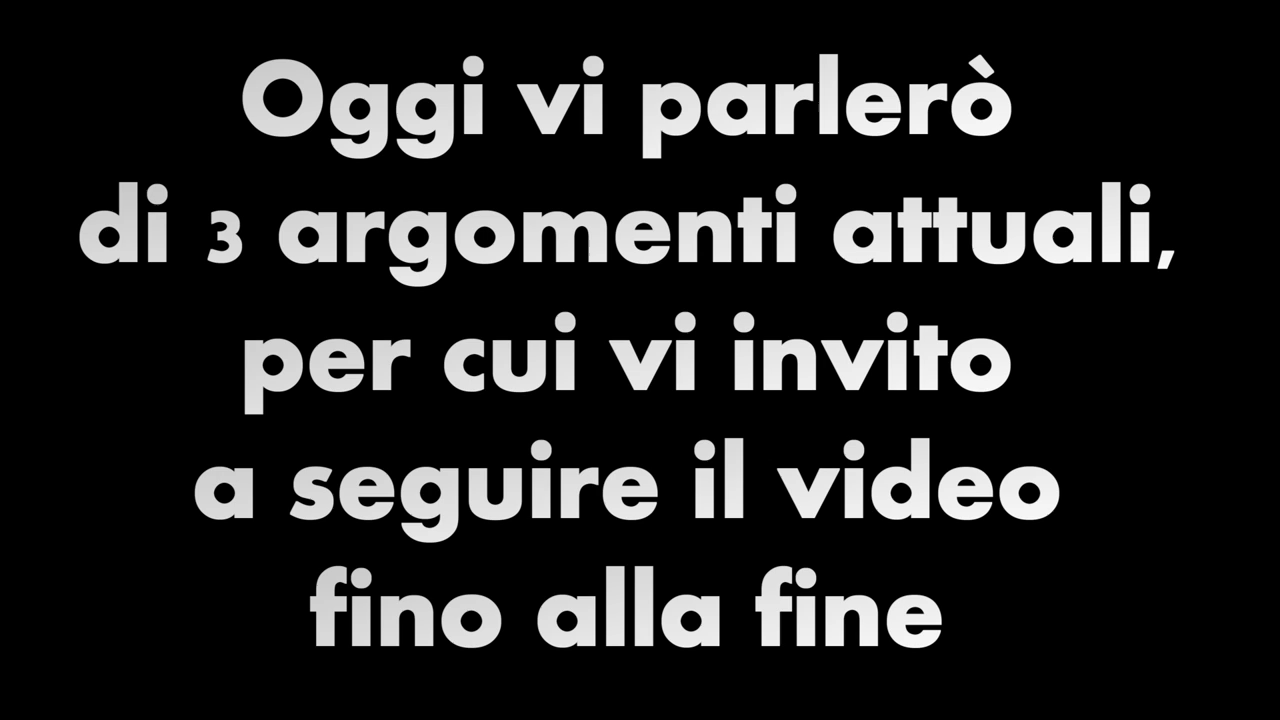 Oggi vi parlerò
di 3 argomenti attuali,
per cui vi invito
a seguire il video
fino alla fine